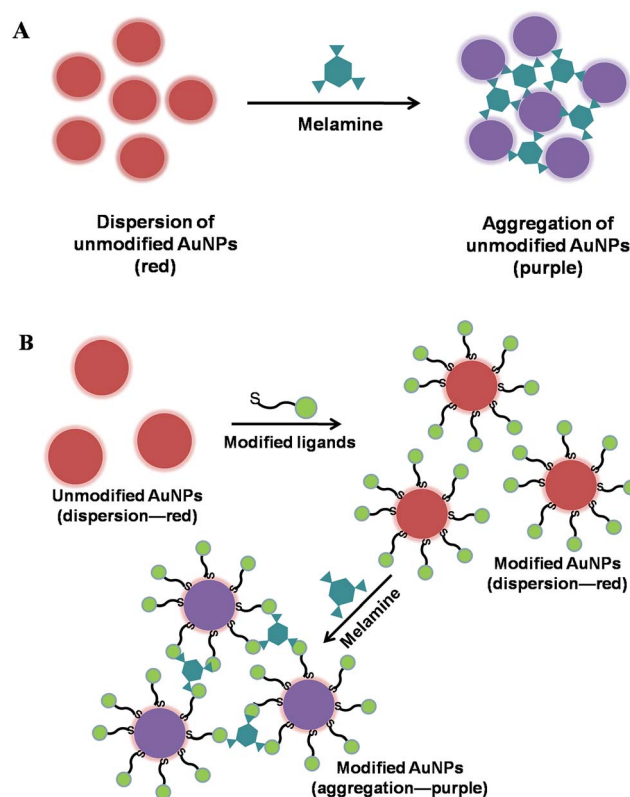 A
Melamine
Dispersion of
unmodified AuNPs
(red)
Aggregation of
unmodified AuNPs
(purple)
B
S
Modified ligands
Unmodified AuNPs
(dispersion—red)
S S S S S S S S
S S S S S S S S
S S S S S S S S
Modified AuNPs
(dispersion—red)
Melamine
S S S S S S S S
S S S S S S S S
S S S S S S S S
Modified AuNPs
(aggregation—purple)